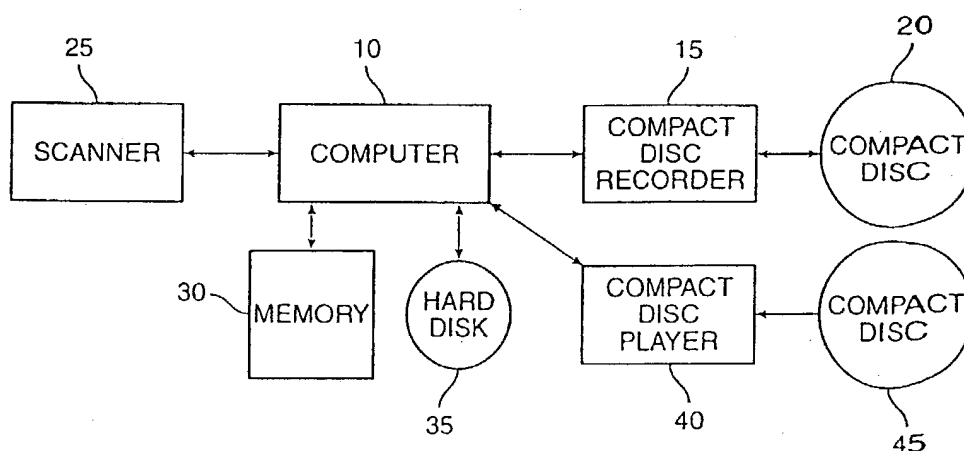 25
10
15
20
SCANNER
COMPUTER
COMPACT
DISC
RECORDER
COMPACT
DISC
30
MEMORY
HARD
DISK
COMPACT
DISC
PLAYER
COMPACT
DISC
35
40
45